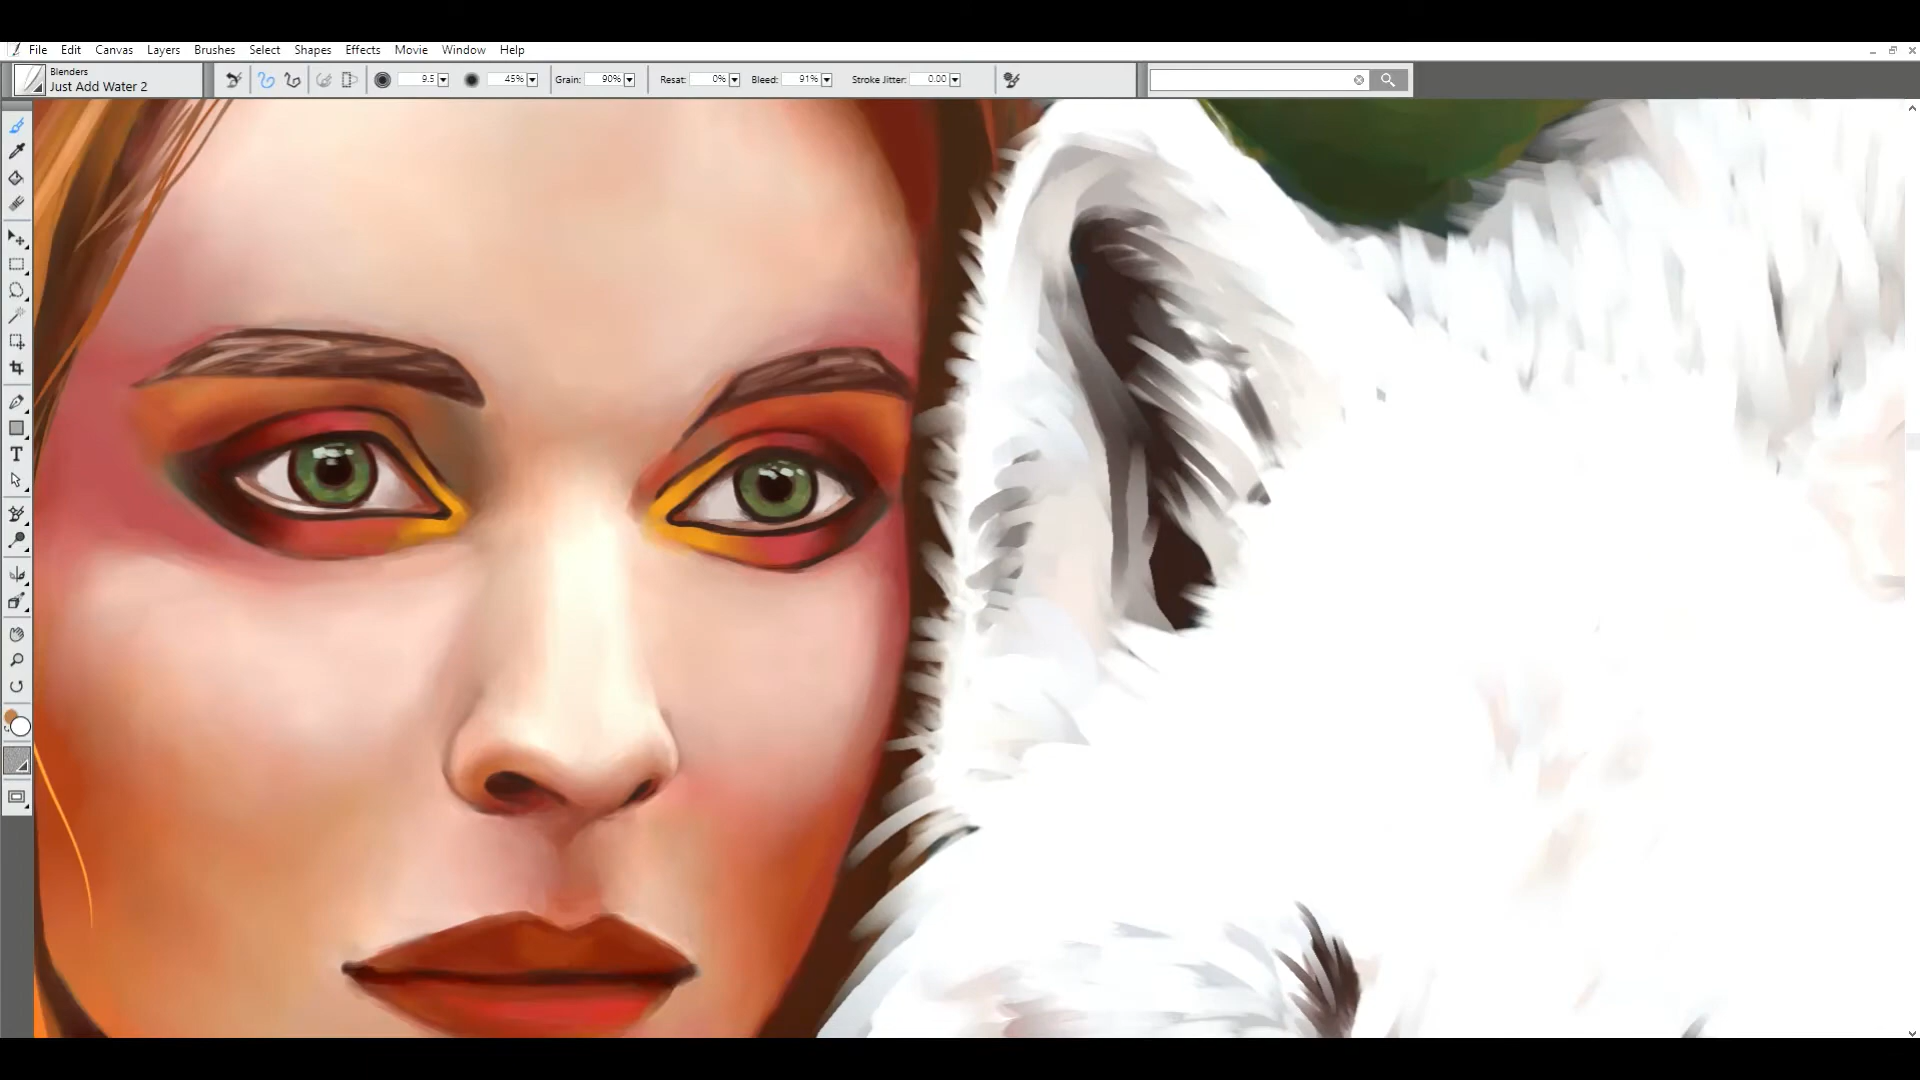 File Edit Canvas Layers Brushes Select Shapes Effects Movie Window Help
Blenders
Just Add Water 2
9.5 45% Grain: 90% Resat: 0% Bleed: 91% Stroke Jitter: 0.00
T